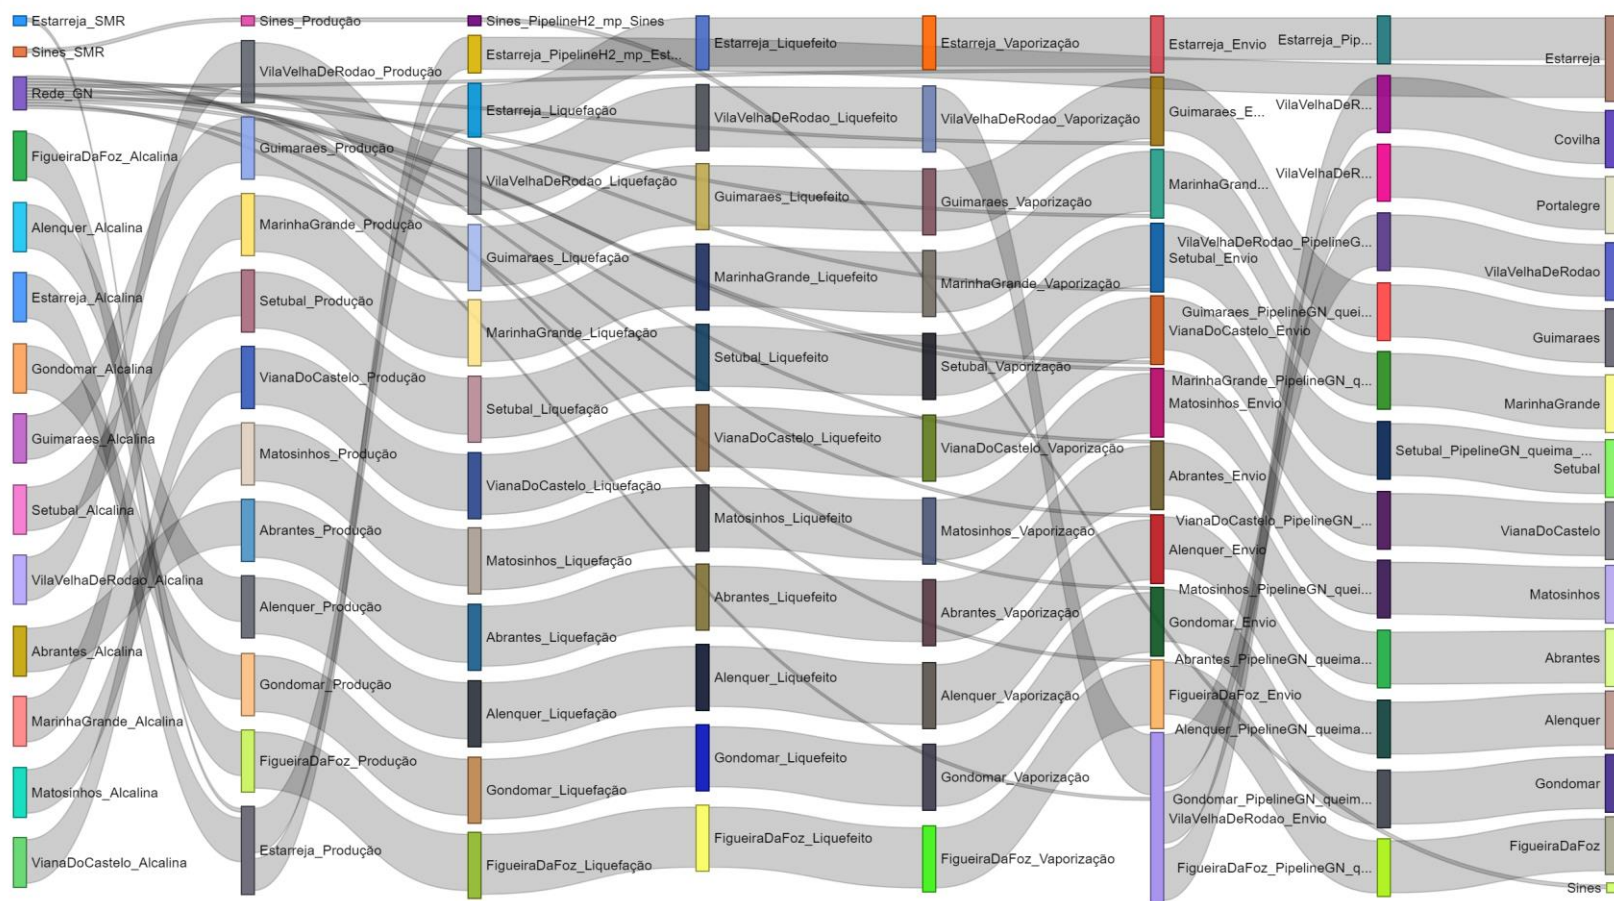 Estarreja_SMR
Sines_SMR
Rede_GN
FigueiraDaFoz_Alcalina
Alenquer_Alcalina
Estarreja_Alcalina
Gondomar_Alcalina
Guimaraes_Alcalina
Setubal_Alcalina
VilaVelhaDeRodao_Alcalina
Abrantes_Alcalina
MarinhaGrande_Alcalina
Matosinhos_Alcalina
VianaDoCastelo_Alcalina
Sines_Produção
VilaVelhaDeRodao_Produção
Guimaraes_Produção
MarinhaGrande_Produção
Setubal_Produção
VianaDoCastelo_Produção
Matosinhos_Produção
Abrantes_Produção
Alenquer_Produção
Gondomar_Produção
FigueiraDaFoz_Produção
Estarreja_Produção
Sines_PipelineH2_mp_Sines
Estarreja_PipelineH2_mp_Est...
Estarreja_Liquefação
VilaVelhaDeRodao_Liquefação
Guimaraes_Liquefação
MarinhaGrande_Liquefação
Setubal_Liquefação
VianaDoCastelo_Liquefação
Matosinhos_Liquefação
Abrantes_Liquefação
Alenquer_Liquefação
Gondomar_Liquefação
FigueiraDaFoz_Liquefação
Estarreja_Liquefeito
VilaVelhaDeRodao_Liquefeito
Guimaraes_Liquefeito
MarinhaGrande_Liquefeito
Setubal_Liquefeito
VianaDoCastelo_Liquefeito
Matosinhos_Liquefeito
Abrantes_Liquefeito
Alenquer_Liquefeito
Gondomar_Liquefeito
FigueiraDaFoz_Liquefeito
Estarreja_Vaporização
VilaVelhaDeRodao_Vaporização
Guimaraes_Vaporização
MarinhaGrande_Vaporização
Setubal_Vaporização
VianaDoCastelo_Vaporização
Matosinhos_Vaporização
Abrantes_Vaporização
Alenquer_Vaporização
Gondomar_Vaporização
FigueiraDaFoz_Vaporização
Estarreja_Envio
Guimaraes_E...
MarinhaGrand...
Setubal_Envio
VianaDoCastelo_Envio
Matosinhos_Envio
Abrantes_Envio
Alenquer_Envio
Gondomar_Envio
FigueiraDaFoz_Envio
VilaVelhaDeRodao_Envio
Estarreja_Pip...
VilaVelhaDeR...
VilaVelhaDeR...
VilaVelhaDeRodao_PipelineG...
Guimaraes_PipelineGN_quei...
MarinhaGrande_PipelineGN_q...
Setubal_PipelineGN_queima_...
VianaDoCastelo_PipelineGN_...
Matosinhos_PipelineGN_quei...
Abrantes_PipelineGN_queima...
Alenquer_PipelineGN_queima...
Gondomar_PipelineGN_queim...
FigueiraDaFoz_PipelineGN_q...
Estarreja
Covilha
Portalegre
VilaVelhaDeRodao
Guimaraes
MarinhaGrande
Setubal
VianaDoCastelo
Matosinhos
Abrantes
Alenquer
Gondomar
FigueiraDaFoz
Sines